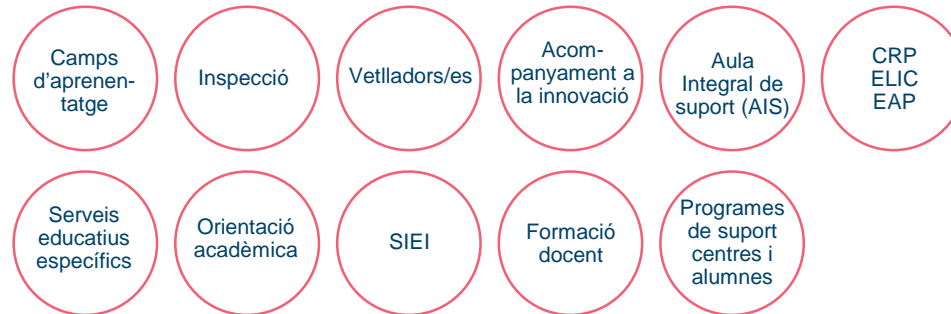 Camps
d'aprenen-
tatge
Inspecció
Vetlladors/es
Acom-
panyament a
la innovació
Aula
Integral de
suport (AIS)
CRP
ELIC
EAP
Serveis
educatius
específics
Orientació
acadèmica
SIEI
Formació
docent
Programes
de suport
centres i
alumnes